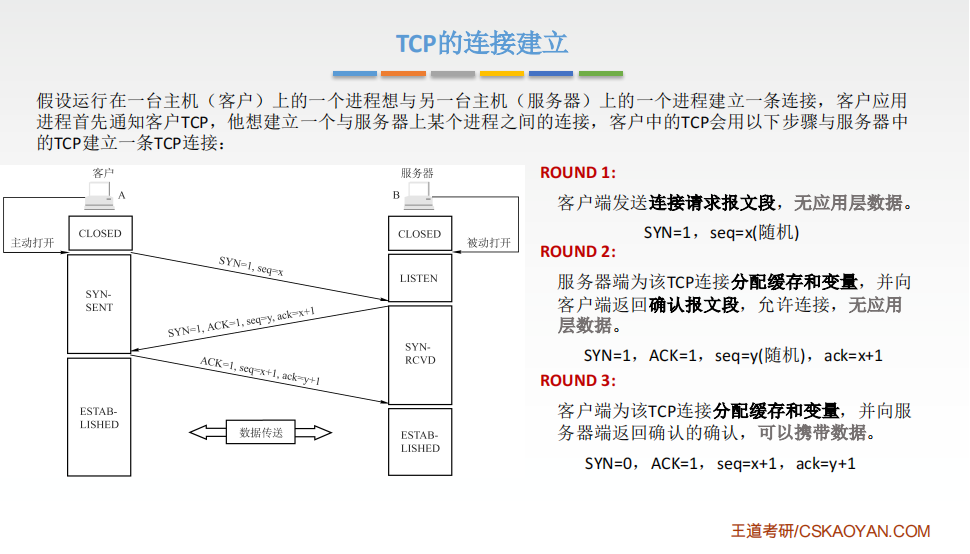 TCP的连接建立
假设运行在一台主机（客户）上的一个进程想与另一台主机（服务器）上的一个进程建立一条连接，客户应用
进程首先通知客户TCP，他想建立一个与服务器上某个进程之间的连接，客户中的TCP会用以下步骤与服务器中
的TCP建立一条TCP连接：
客户
服务器
A
B
主动打开
CLOSED
CLOSED
被动打开
SYN=1, seq=x
LISTEN
SYN-
SENT
SYN=1, ACK=1, seq=y, ack=x+1
SYN-
RCVD
ACK=1, seq=x+1, ack=y+1
ESTAB-
LISHED
数据传送
ESTAB-
LISHED
ROUND 1:
客户端发送连接请求报文段，无应用层数据。
SYN=1，seq=x(随机)
ROUND 2:
服务器端为该TCP连接分配缓存和变量，并向
客户端返回确认报文段，允许连接，无应用
层数据。
SYN=1，ACK=1，seq=y(随机)，ack=x+1
ROUND 3:
客户端为该TCP连接分配缓存和变量，并向服
务器端返回确认的确认，可以携带数据。
SYN=0，ACK=1，seq=x+1，ack=y+1
王道考研/CSKAOYAN.COM